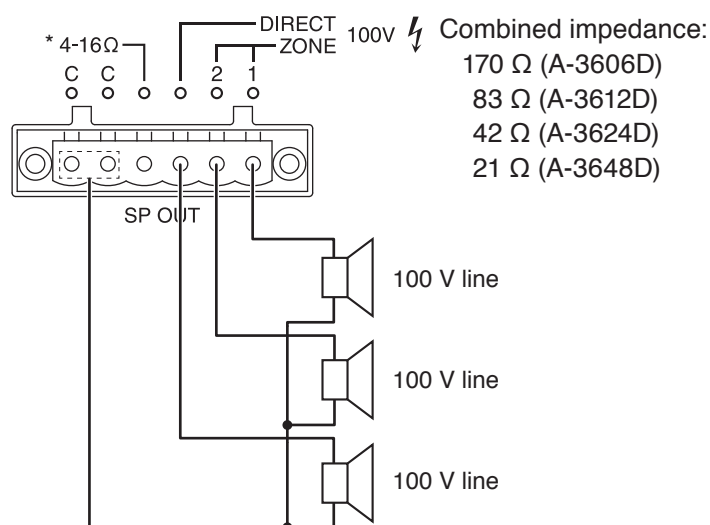 DIRECT
ZONE
100V
* 4-16Ω
C C 2 1
SP OUT
Combined impedance:
170 Ω (A-3606D)
83 Ω (A-3612D)
42 Ω (A-3624D)
21 Ω (A-3648D)
100 V line
100 V line
100 V line